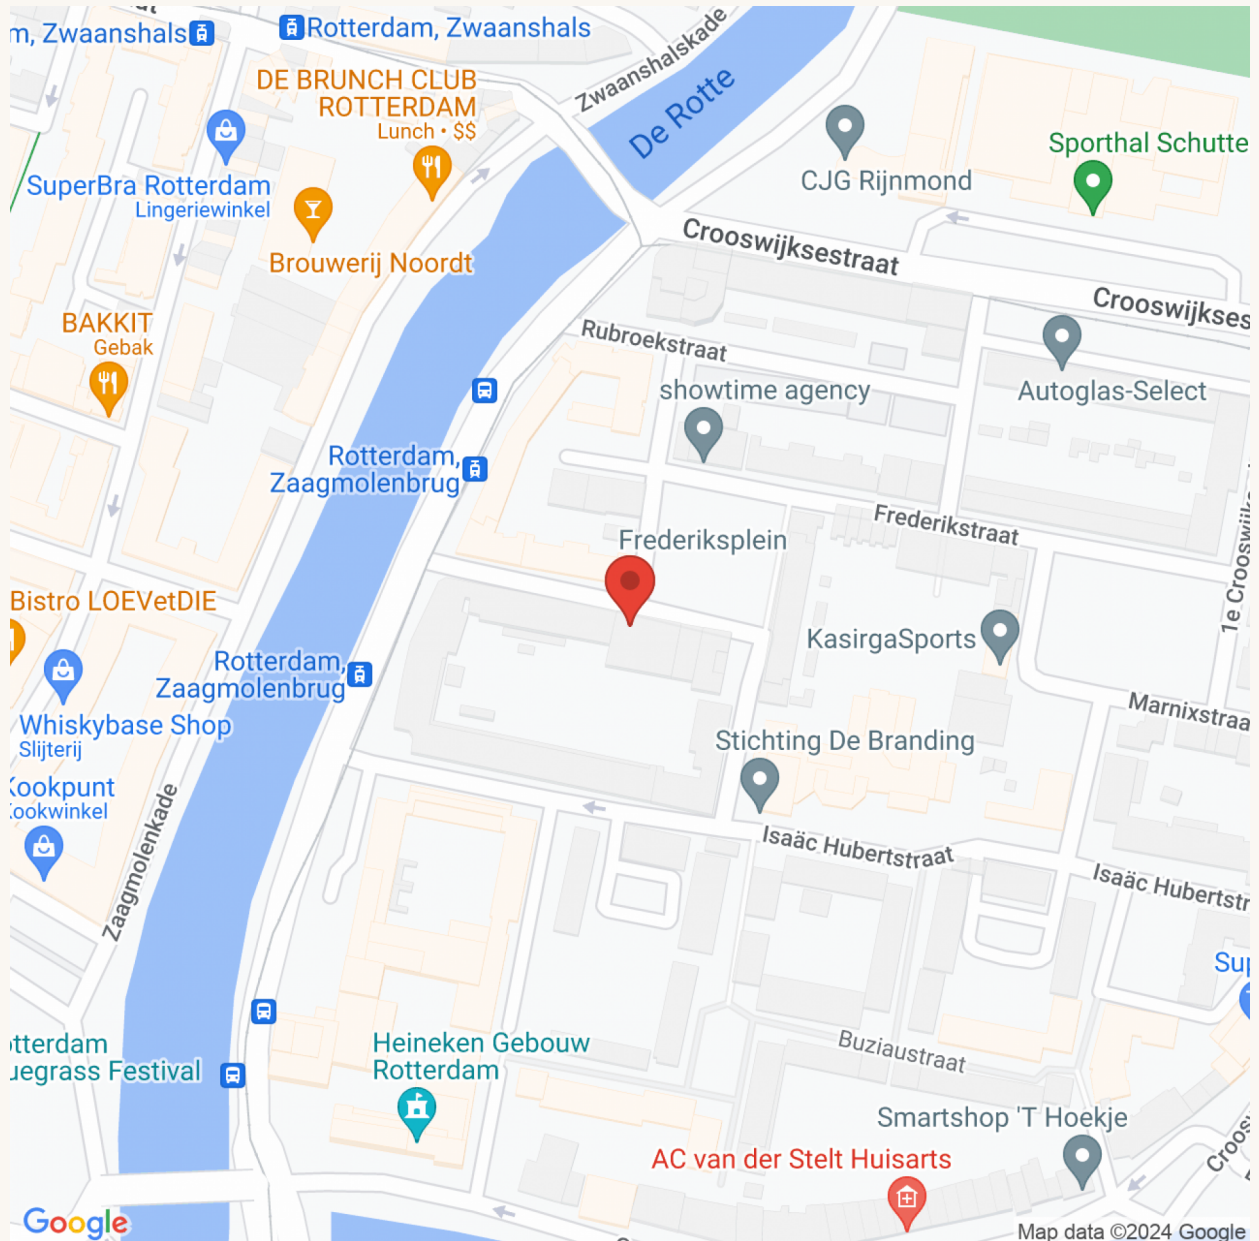 m, Zwaanshals
Rotterdam, Zwaanshals
Zwaanshalskade
De Rotte
DE BRUNCH CLUB
ROTTERDAM
Lunch • $$
SuperBra Rotterdam
Lingeriewinkel
Brouwerij Noordt
CJG Rijnmond
Sporthal Schutte
Crooswijksestraat
Crooswijkses
BAKKIT
Gebak
Rubroekstraat
showtime agency
Autoglas-Select
Rotterdam,
Zaagmolenbrug
Frederikstraat
Frederiksplein
1e Crooswijks
Bistro LOEVetDIE
KasirgaSports
Rotterdam,
Zaagmolenbrug
Whiskybase Shop
Slijterij
Marnixstraa
Stichting De Branding
Kookpunt
Kookwinkel
Zaagmolenkade
Isaäc Hubertstraat
Isaäc Hubertstr
Sup
otterdam
uegrass Festival
Heineken Gebouw
Rotterdam
Buziaustraat
Smartshop 'T Hoekje
AC van der Stelt Huisarts
Croos
Google
Map data ©2024 Google